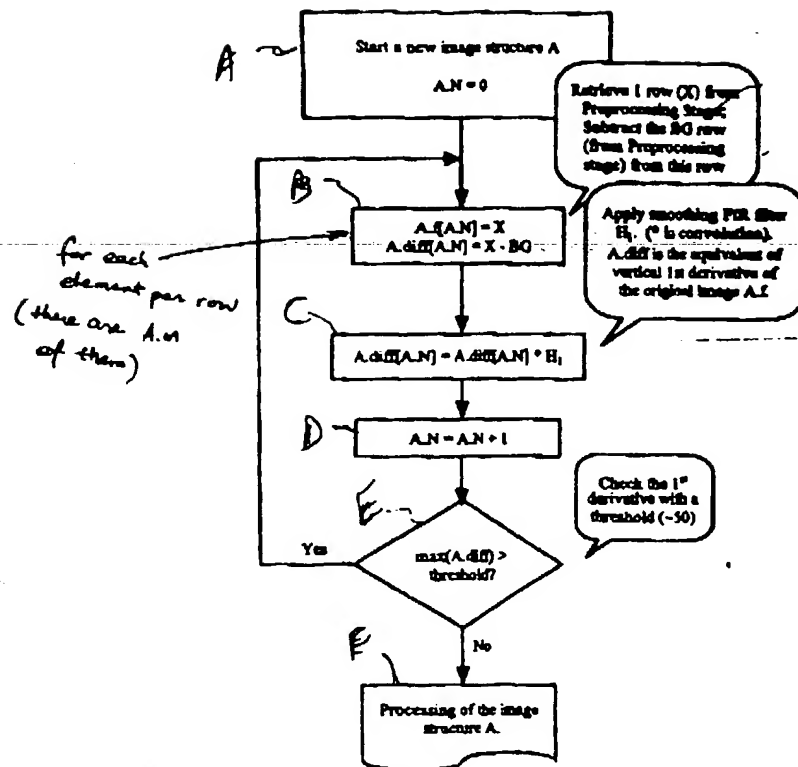 A
Start a new image structure A
A.N = 0
Retrieve 1 row (X) from
Preprocessing Stage;
Subtract the BG row
(from Preprocessing
stage) from this row
B
A.f[A.N] = X
A.diff[A.N] = X - BG
for each
element per row
(there are A.n
of them)
Apply smoothing FIR filter
H₁. (* is convolution).
A.diff is the equivalent of
vertical 1st derivative of
the original image A.f.
C
A.diff[A.N] = A.diff[A.N] * H₁
D
A.N = A.N + 1
E
Check the 1st
derivative with a
threshold (~50)
Yes
max(A.diff) >
threshold?
No
F
Processing of the image
structure A.